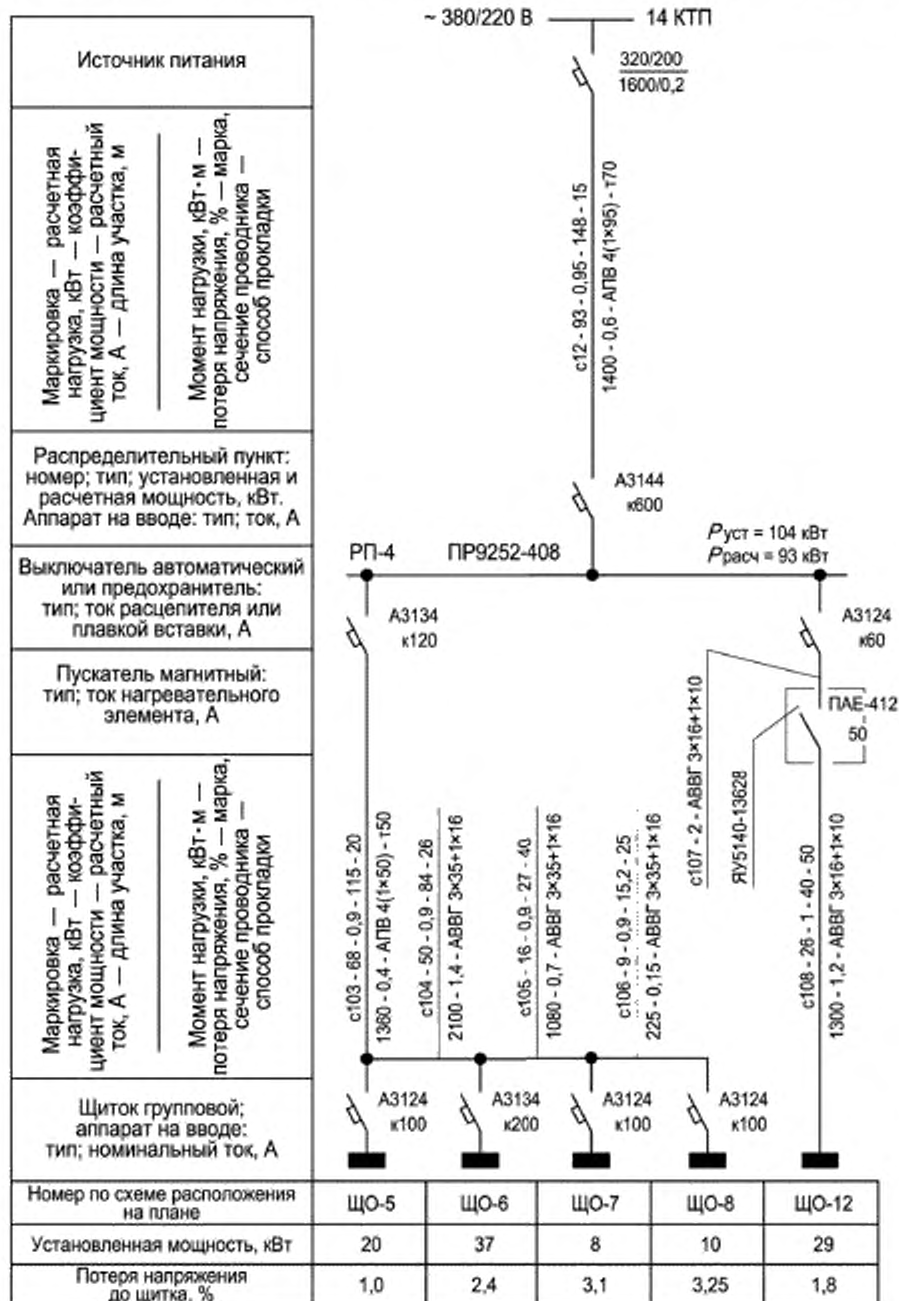 ~ 380/220 В
14 КТП
Источник питания
320/200
1600/0,2
Маркировка — расчетная
нагрузка, кВт — коэффи-
циент мощности — расчетный
ток, А — длина участка, м
Момент нагрузки, кВт·м —
потеря напряжения, % — марка,
сечение проводника —
способ прокладки
с12 - 93 - 0,95 - 148 - 15
1400 - 0,6 - АПВ 4(1×95) - т70
Распределительный пункт:
номер; тип; установленная и
расчетная мощность, кВт.
Аппарат на вводе: тип; ток, А
А3144
к600
РП-4
ПР9252-408
Pуст = 104 кВт
Pрасч = 93 кВт
Выключатель автоматический
или предохранитель:
тип; ток расцепителя или
плавкой вставки, А
А3134
к120
А3124
к60
Пускатель магнитный:
тип; ток нагревательного
элемента, А
ПАЕ-412
50
Маркировка — расчетная
нагрузка, кВт — коэффи-
циент мощности — расчетный
ток, А — длина участка, м
Момент нагрузки, кВт·м —
потеря напряжения, % — марка,
сечение проводника —
способ прокладки
с103 - 68 - 0,9 - 115 - 20
1360 - 0,4 - АПВ 4(1×50) - т50
с104 - 50 - 0,9 - 84 - 26
2100 - 1,4 - АВВГ 3×35+1×16
с105 - 16 - 0,9 - 27 - 40
1080 - 0,7 - АВВГ 3×35+1×16
с106 - 9 - 0,9 - 15,2 - 25
225 - 0,15 - АВВГ 3×35+1×16
с107 - 2 - АВВГ 3×16+1×10
ЯУ5140-13628
с108 - 26 - 1 - 40 - 50
1300 - 1,2 - АВВГ 3×16+1×10
Щиток групповой;
аппарат на вводе:
тип; номинальный ток, А
А3124
к100
А3134
к200
А3124
к100
А3124
к100
Номер по схеме расположения
на плане
ЩО-5
ЩО-6
ЩО-7
ЩО-8
ЩО-12
Установленная мощность, кВт
20
37
8
10
29
Потеря напряжения
до щитка, %
1,0
2,4
3,1
3,25
1,8